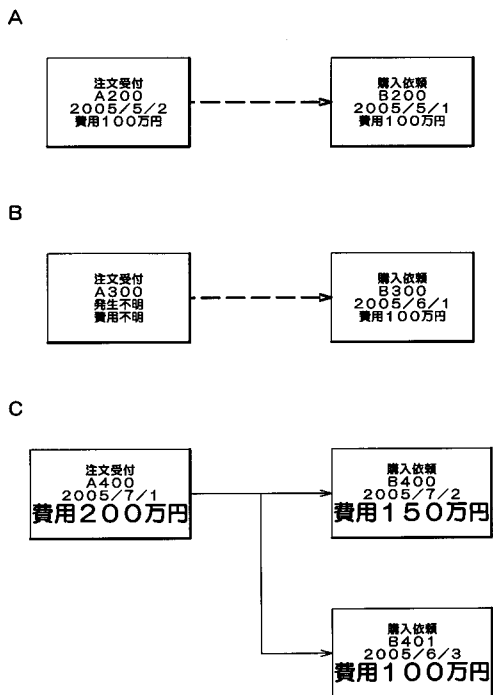 A
注文受付
A200
2005/5/2
費用100万円
購入依頼
B200
2005/5/1
費用100万円
B
注文受付
A300
発生不明
費用不明
購入依頼
B300
2005/6/1
費用100万円
C
注文受付
A400
2005/7/1
費用200万円
購入依頼
B400
2005/7/2
費用150万円
購入依頼
B401
2005/6/3
費用100万円